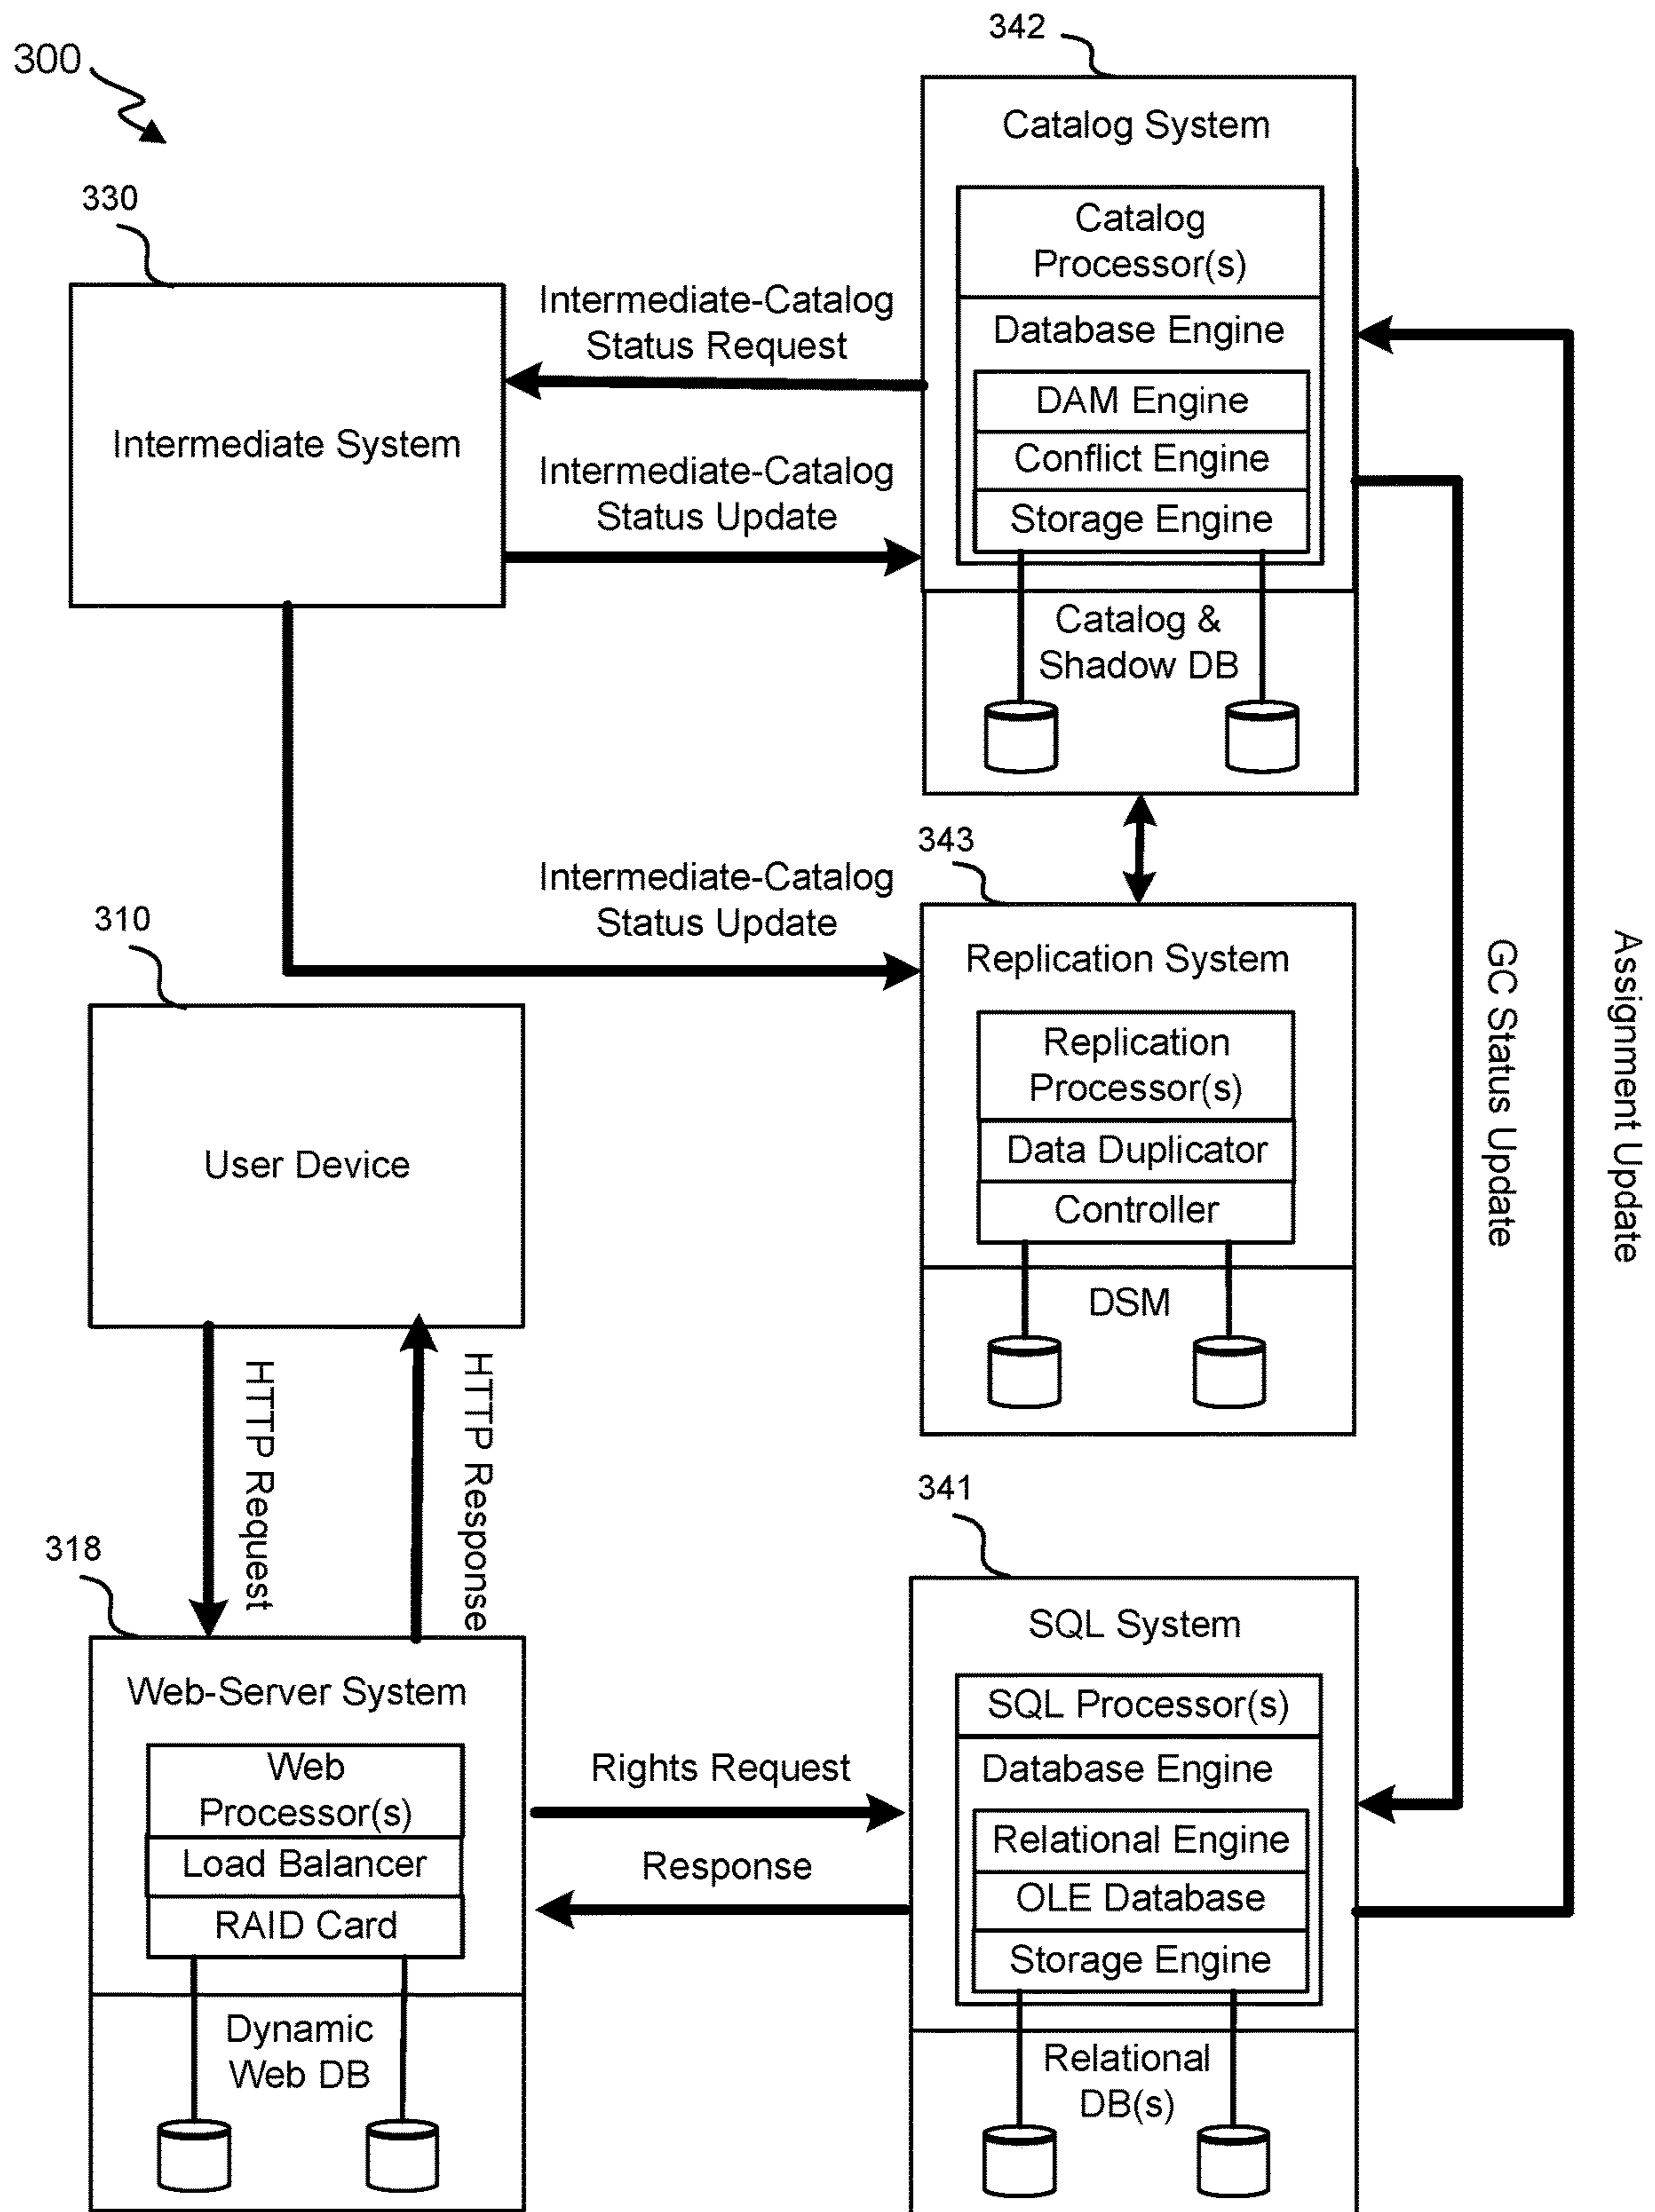 300
342
Catalog System
Catalog
Processor(s)
Database Engine
DAM Engine
Conflict Engine
Storage Engine
Catalog &
Shadow DB
330
Intermediate System
Intermediate-Catalog
Status Request
Intermediate-Catalog
Status Update
Intermediate-Catalog
Status Update
343
Replication System
Replication
Processor(s)
Data Duplicator
Controller
DSM
GC Status Update
Assignment Update
310
User Device
HTTP Request
HTTP Response
318
Web-Server System
Web
Processor(s)
Load Balancer
RAID Card
Dynamic
Web DB
Rights Request
Response
341
SQL System
SQL Processor(s)
Database Engine
Relational Engine
OLE Database
Storage Engine
Relational
DB(s)